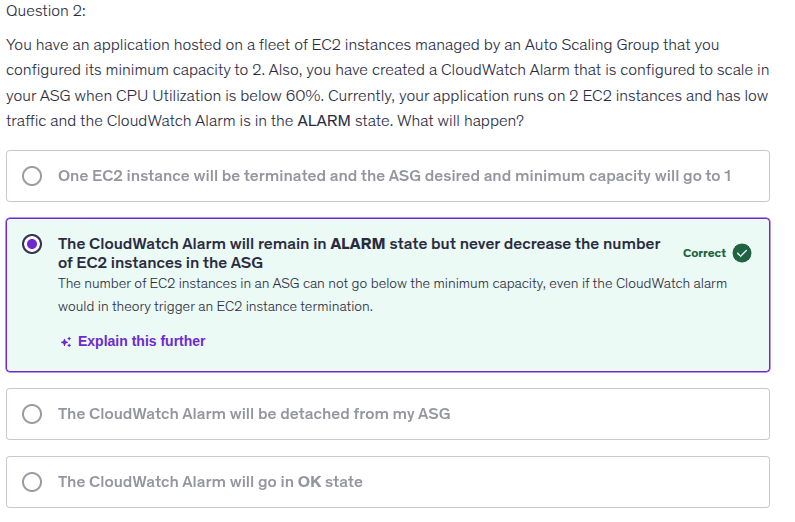 Question 2:
You have an application hosted on a fleet of EC2 instances managed by an Auto Scaling Group that you
configured its minimum capacity to 2. Also, you have created a CloudWatch Alarm that is configured to scale in
your ASG when CPU Utilization is below 60%. Currently, your application runs on 2 EC2 instances and has low
traffic and the CloudWatch Alarm is in the ALARM state. What will happen?
One EC2 instance will be terminated and the ASG desired and minimum capacity will go to 1
The CloudWatch Alarm will remain in ALARM state but never decrease the number
of EC2 instances in the ASG
Correct
The number of EC2 instances in an ASG can not go below the minimum capacity, even if the CloudWatch alarm
would in theory trigger an EC2 instance termination.
Explain this further
The CloudWatch Alarm will be detached from my ASG
The CloudWatch Alarm will go in OK state